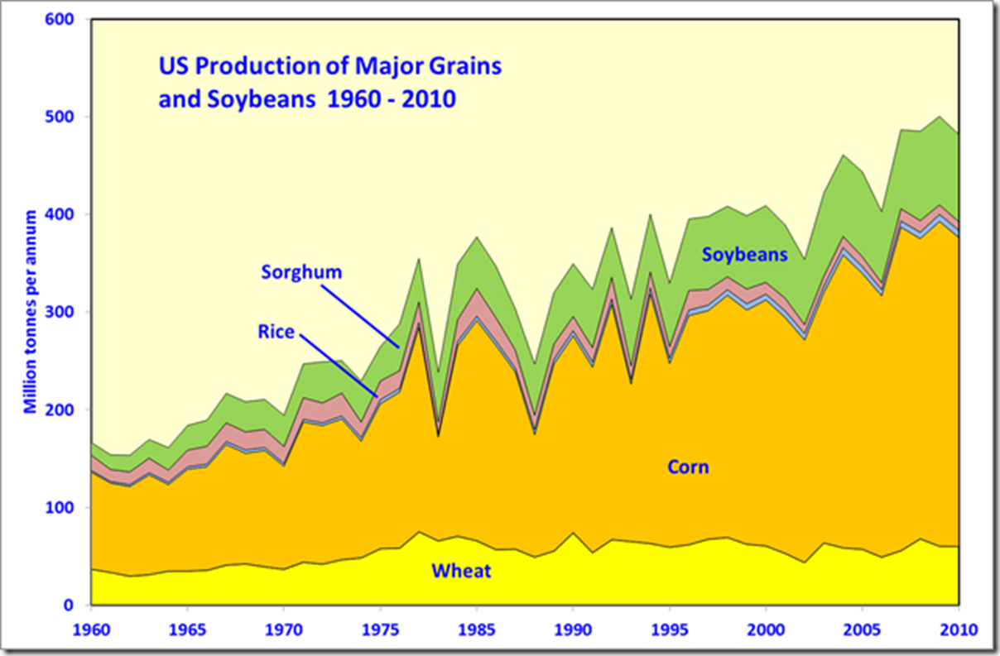 US Production of Major Grains
and Soybeans 1960 - 2010
Million tonnes per annum
600
500
400
300
200
100
0
Sorghum
Rice
Soybeans
Corn
Wheat
1960 1965 1970 1975 1985 1990 1995 2000 2005 2010